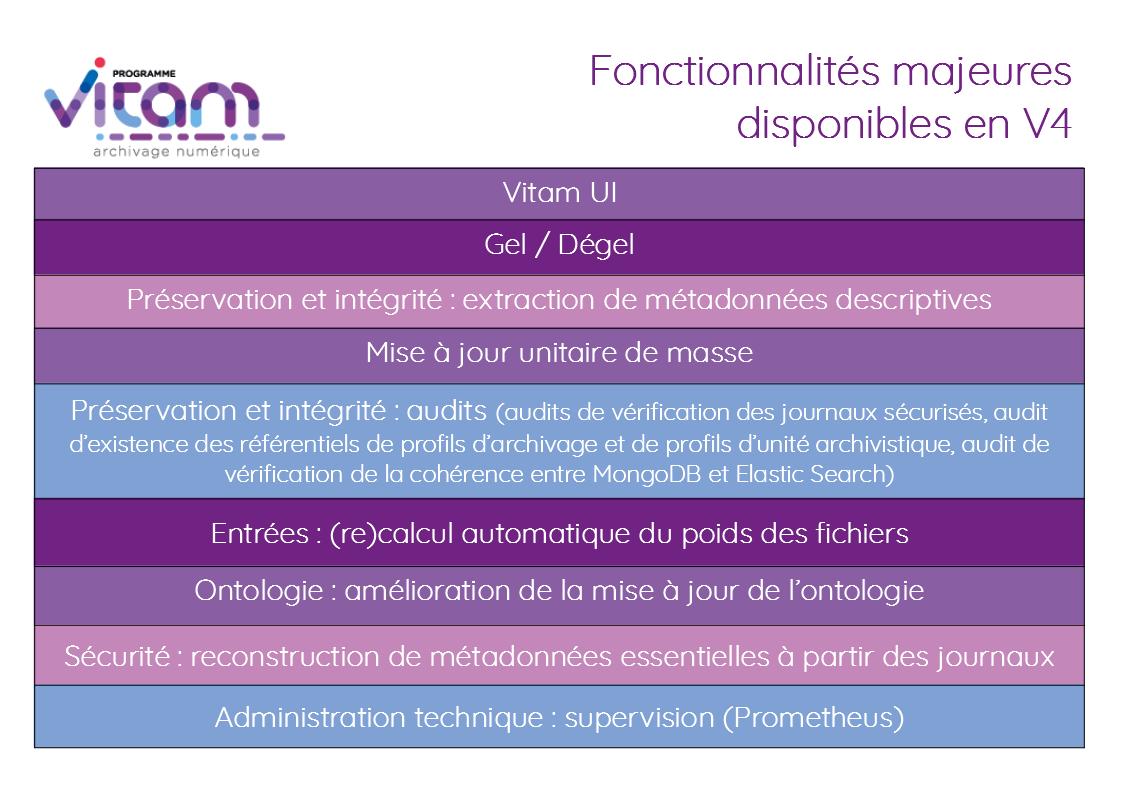 PROGRAMME
vitam
archivage numérique
Fonctionnalités majeures
disponibles en V4
Vitam UI
Gel / Dégel
Préservation et intégrité : extraction de métadonnées descriptives
Mise à jour unitaire de masse
Préservation et intégrité : audits (audits de vérification des journaux sécurisés, audit
d’existence des référentiels de profils d’archivage et de profils d’unité archivistique, audit de
vérification de la cohérence entre MongoDB et Elastic Search)
Entrées : (re)calcul automatique du poids des fichiers
Ontologie : amélioration de la mise à jour de l’ontologie
Sécurité : reconstruction de métadonnées essentielles à partir des journaux
Administration technique : supervision (Prometheus)